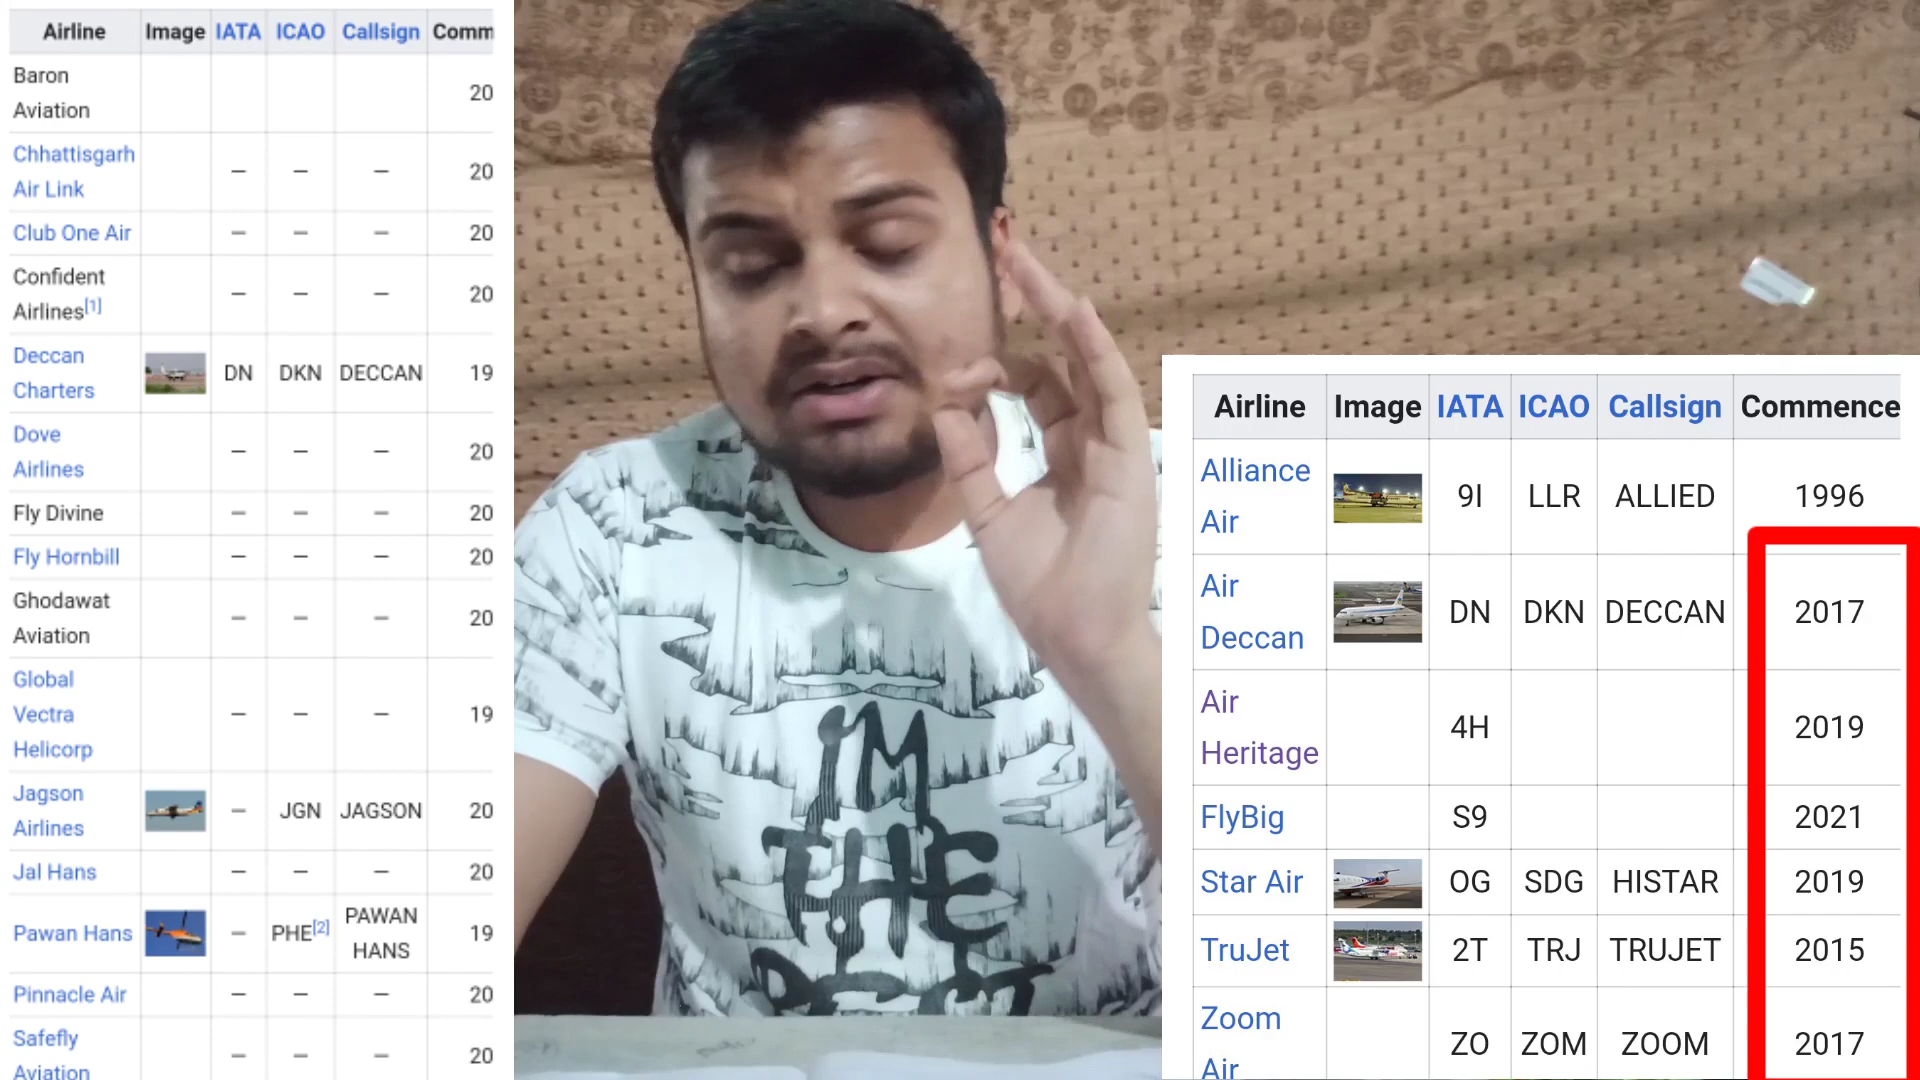 Airline Image IATA ICAO Callsign Comm
Baron
Aviation 20
Chhattisgarh
Air Link — — — 20
Club One Air — — — 20
Confident
Airlines[1] — — — 20
Deccan
Charters DN DKN DECCAN 19
Dove
Airlines — — — 20
Fly Divine — — — 20
Fly Hornbill — — — 20
Ghodawat
Aviation — — — 20
Global
Vectra
Helicorp — — — 19
Jagson
Airlines — JGN JAGSON 20
Jal Hans — — — 20
Pawan Hans — PHE[2] PAWAN
HANS 19
Pinnacle Air — — — 20
Safefly
Aviation — — — 20
I'M
THE
BEST
Airline Image IATA ICAO Callsign Commence
Alliance
Air 9I LLR ALLIED 1996
Air
Deccan DN DKN DECCAN 2017
Air
Heritage 4H 2019
FlyBig S9 2021
Star Air OG SDG HISTAR 2019
TruJet 2T TRJ TRUJET 2015
Zoom
Air ZO ZOM ZOOM 2017